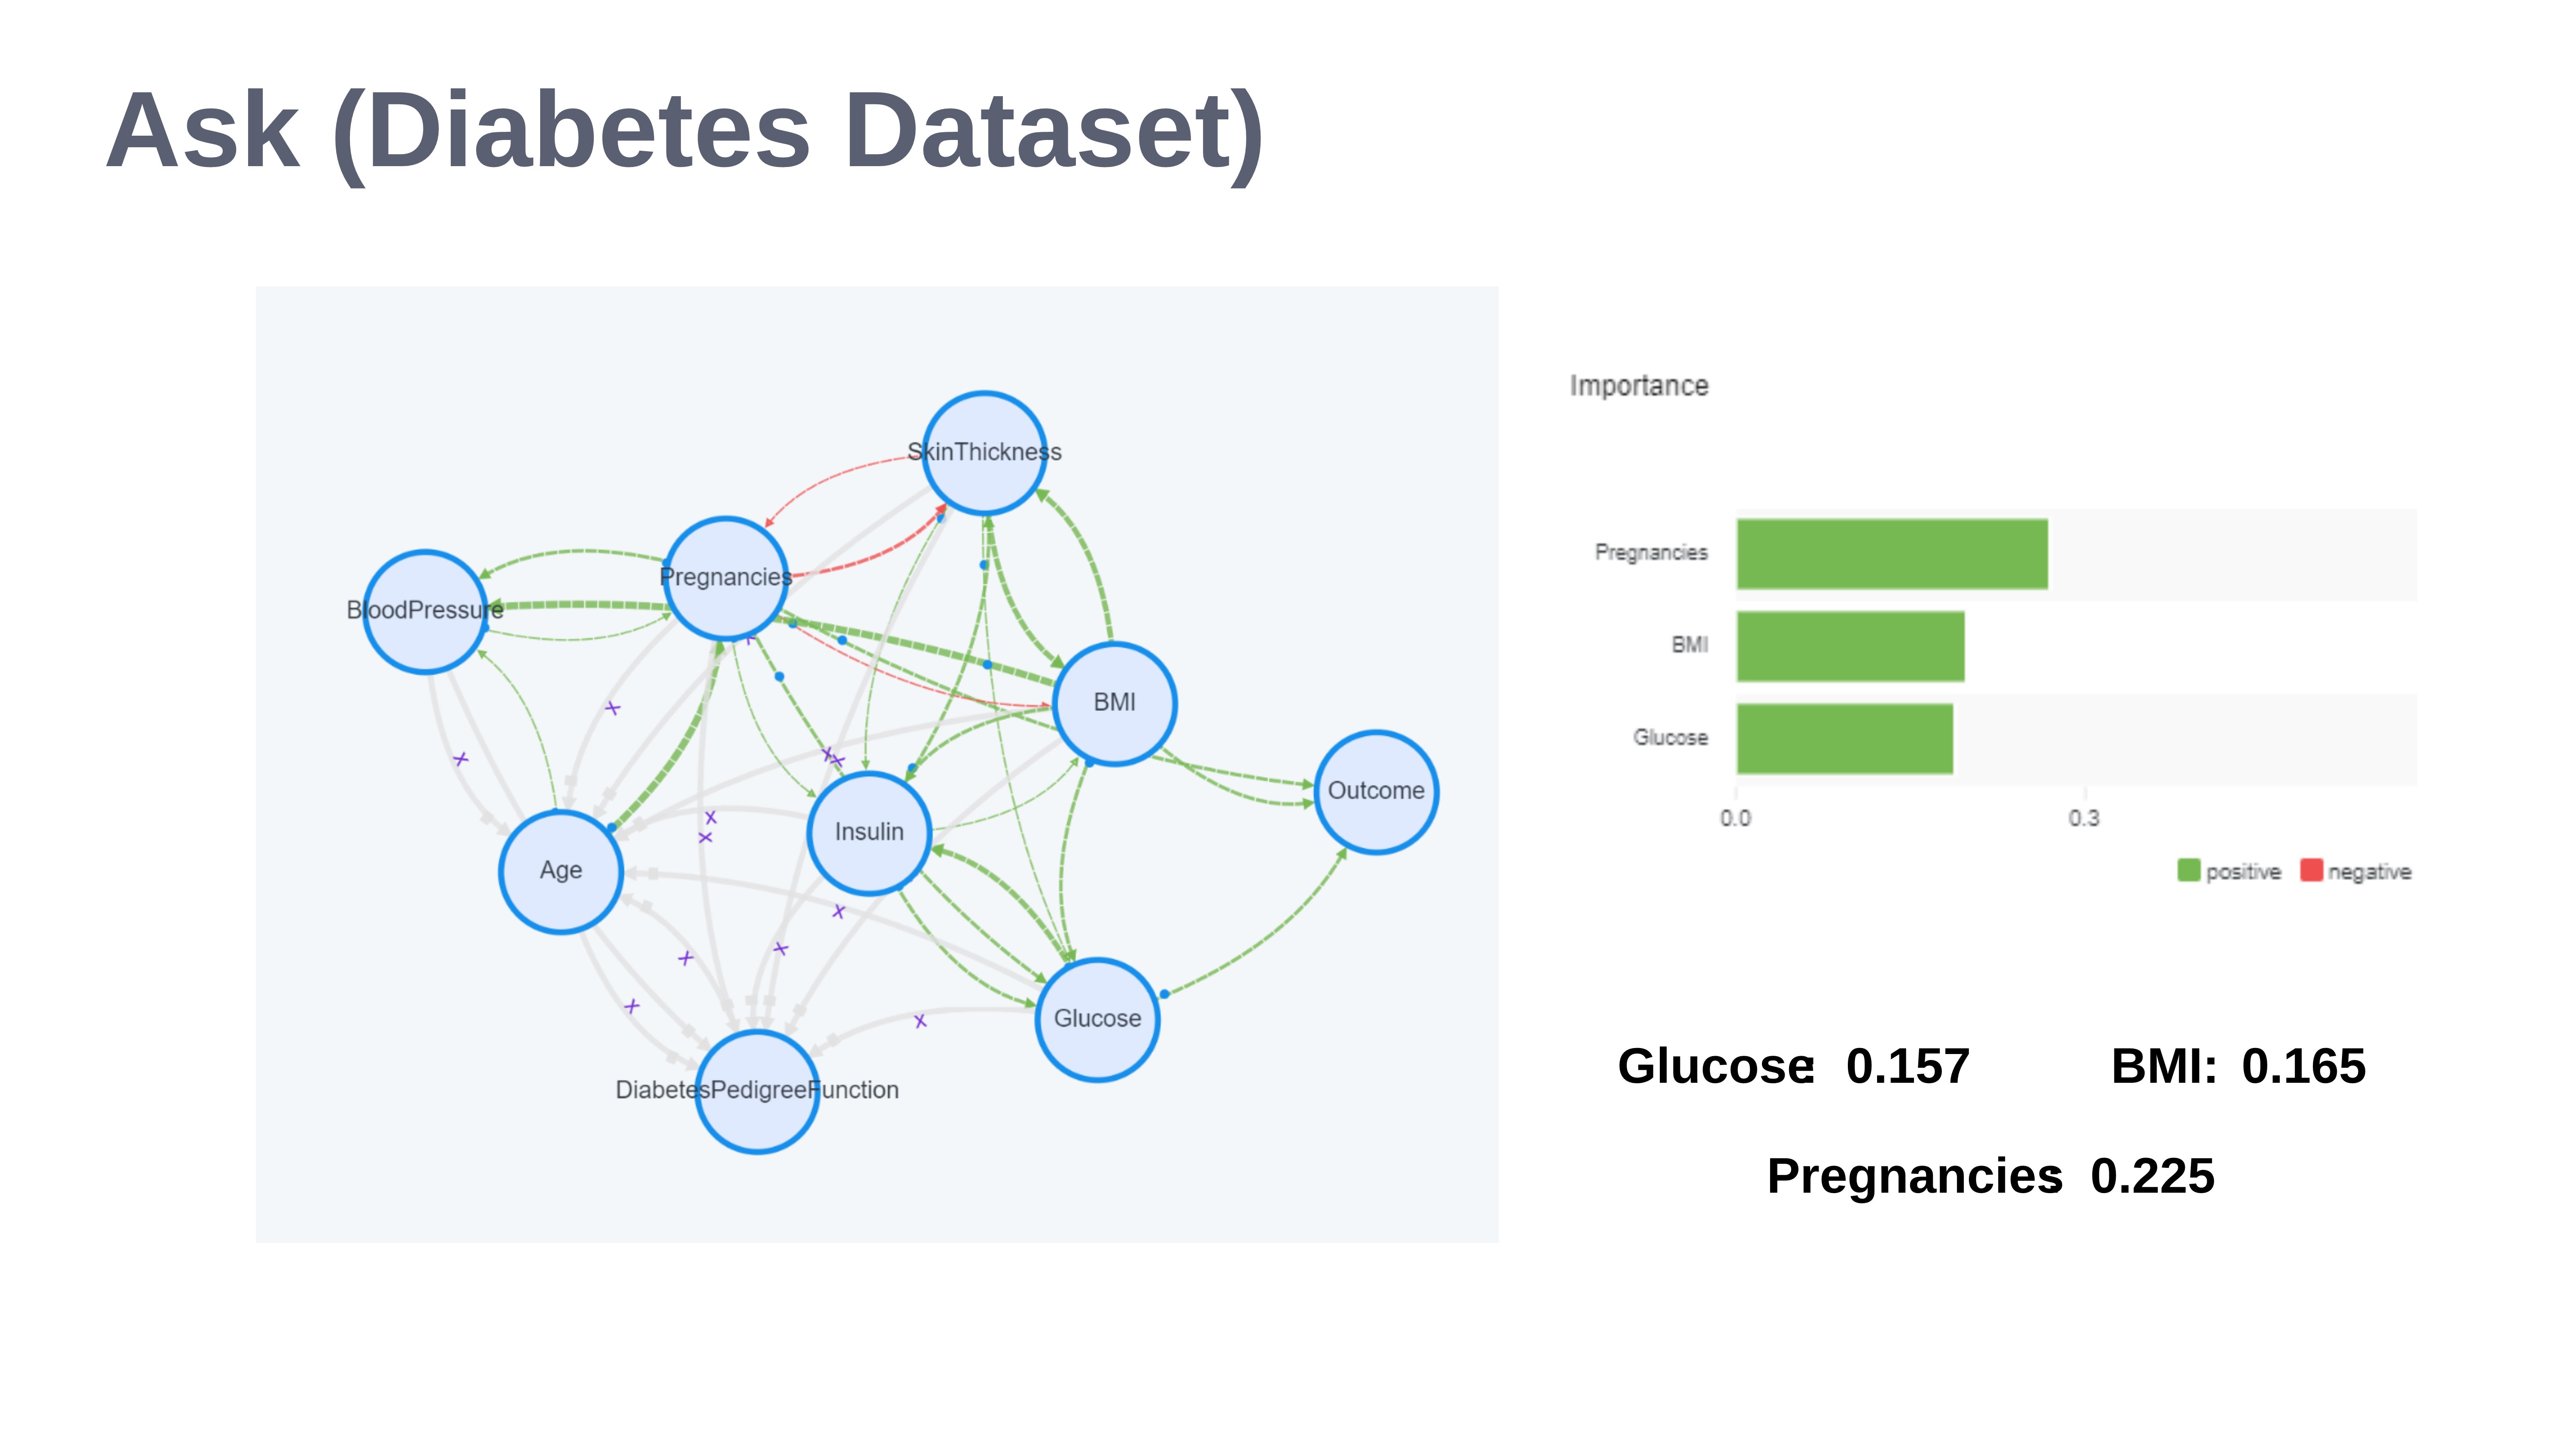 Ask (Diabetes Dataset)
SkinThickness
Pregnancies
BloodPressure
BMI
Outcome
Insulin
Age
Glucose
DiabetesPedigreeFunction
Importance
Pregnancies
BMI
Glucose
0.0 0.3
positive negative
Glucose: 0.157 BMI: 0.165
Pregnancies: 0.225